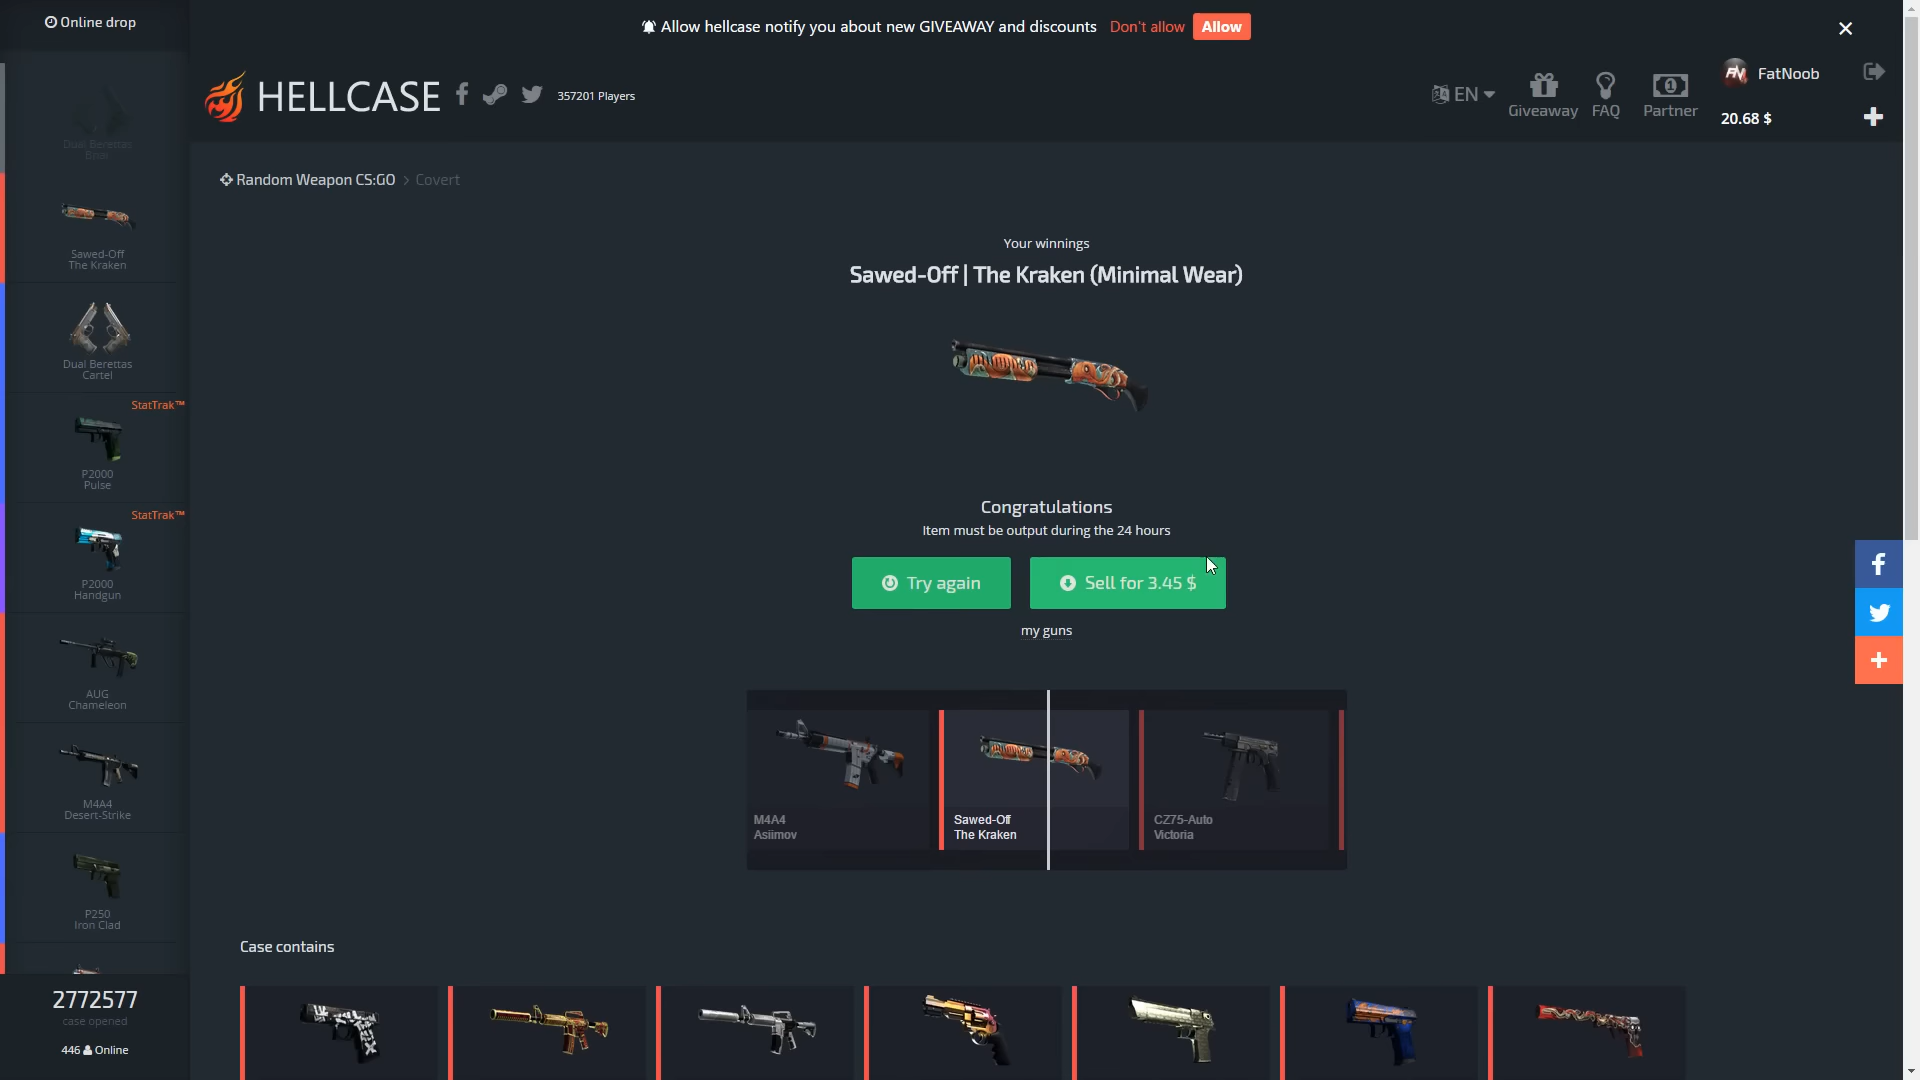 Online drop
Allow hellcase notify you about new GIVEAWAY and discounts Don't allow Allow
HELLCASE
357201 Players
EN
Giveaway
FAQ
Partner
FatNoob
20.68 $
Dual Berettas
Sawed-Off
The Kraken
Dual Berettas
Cartel
StatTrak™
P2000
Pulse
StatTrak™
P2000
Handgun
AUG
Chameleon
M4A4
Desert-Strike
P250
Iron Clad
2772577
case opened
446 Online
Random Weapon CS:GO > Covert
Your winnings
Sawed-Off | The Kraken (Minimal Wear)
Congratulations
Item must be output during the 24 hours
Try again
Sell for 3.45 $
my guns
M4A4
Asiimov
Sawed-Off
The Kraken
CZ75-Auto
Victoria
Case contains